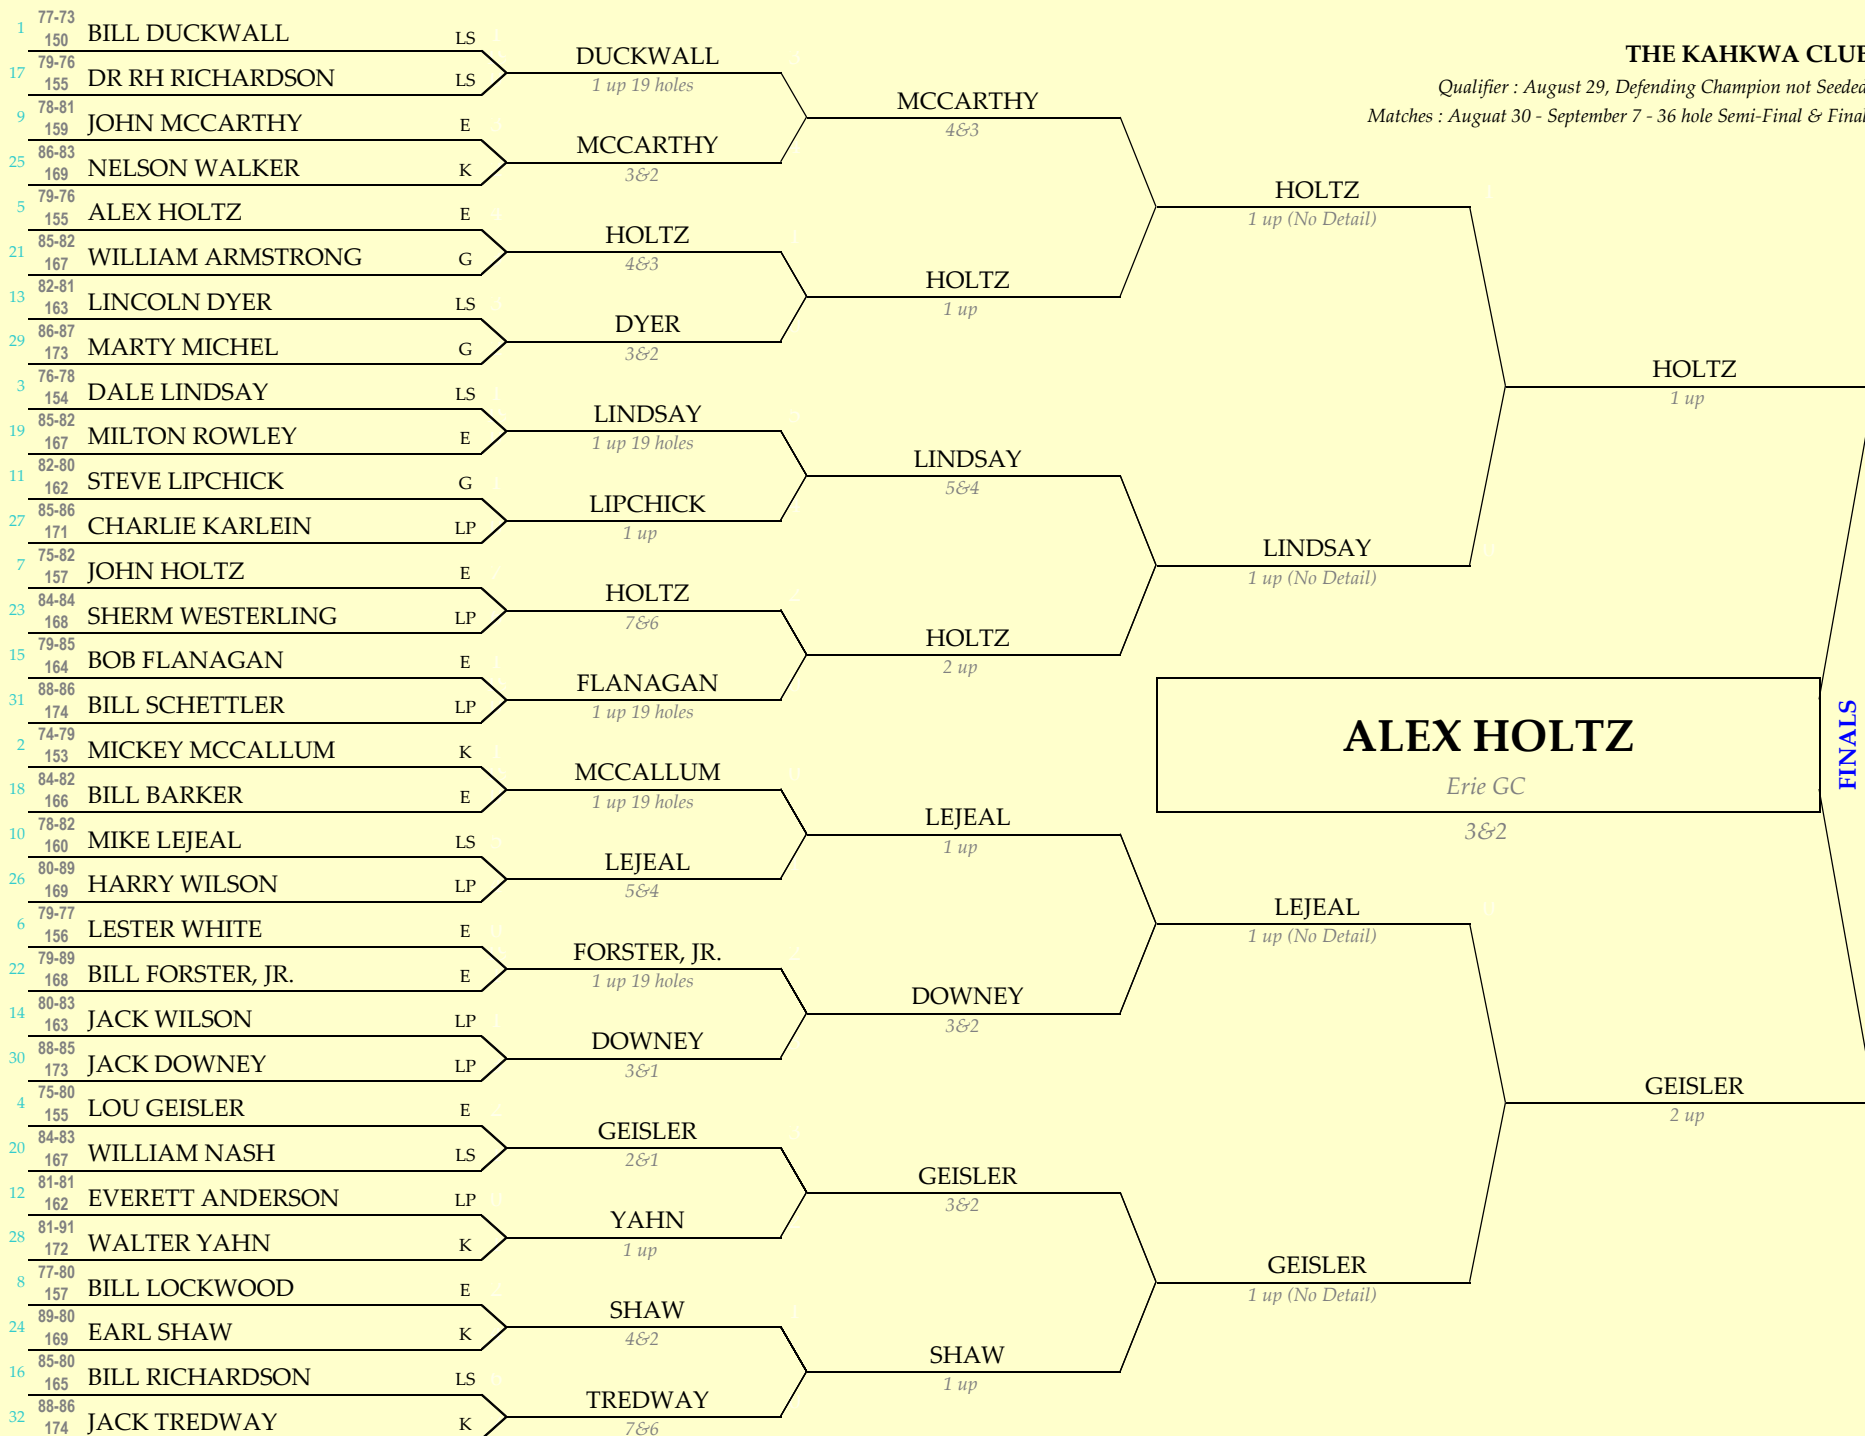 THE KAHKWA CLUB
Qualifier : August 29, Defending Champion not Seeded
Matches : Auguat 30 - September 7 - 36 hole Semi-Final & Final
1 77-73 150 BILL DUCKWALL LS
17 79-76 155 DR RH RICHARDSON LS
9 78-81 159 JOHN MCCARTHY E
25 86-83 169 NELSON WALKER K
5 79-76 155 ALEX HOLTZ E
21 85-82 167 WILLIAM ARMSTRONG G
13 82-81 163 LINCOLN DYER LS
29 86-87 173 MARTY MICHEL G
3 76-78 154 DALE LINDSAY LS
19 85-82 167 MILTON ROWLEY E
11 82-80 162 STEVE LIPCHICK G
27 85-86 171 CHARLIE KARLEIN LP
7 75-82 157 JOHN HOLTZ E
23 84-84 168 SHERM WESTERLING LP
15 79-85 164 BOB FLANAGAN E
31 88-86 174 BILL SCHETTLER LP
2 74-79 153 MICKEY MCCALLUM K
18 84-82 166 BILL BARKER E
10 78-82 160 MIKE LEJEAL LS
26 80-89 169 HARRY WILSON LP
6 79-77 156 LESTER WHITE E
22 79-89 168 BILL FORSTER, JR. E
14 80-83 163 JACK WILSON LP
30 88-85 173 JACK DOWNEY LP
4 75-80 155 LOU GEISLER E
20 84-83 167 WILLIAM NASH LS
12 81-81 162 EVERETT ANDERSON LP
28 81-91 172 WALTER YAHN K
8 77-80 157 BILL LOCKWOOD E
24 89-80 169 EARL SHAW K
16 85-80 165 BILL RICHARDSON LS
32 88-86 174 JACK TREDWAY K
DUCKWALL
1 up 19 holes
MCCARTHY
3&2
HOLTZ
4&3
DYER
3&2
LINDSAY
1 up 19 holes
LIPCHICK
1 up
HOLTZ
7&6
FLANAGAN
1 up 19 holes
MCCALLUM
1 up 19 holes
LEJEAL
5&4
FORSTER, JR.
1 up 19 holes
DOWNEY
3&1
GEISLER
2&1
YAHN
1 up
SHAW
4&2
TREDWAY
7&6
MCCARTHY
4&3
HOLTZ
1 up
LINDSAY
5&4
HOLTZ
2 up
LEJEAL
1 up
DOWNEY
3&2
GEISLER
3&2
SHAW
1 up
HOLTZ
1 up (No Detail)
LINDSAY
1 up (No Detail)
LEJEAL
1 up (No Detail)
GEISLER
1 up (No Detail)
HOLTZ
1 up
GEISLER
2 up
FINALS
ALEX HOLTZ
Erie GC
3&2